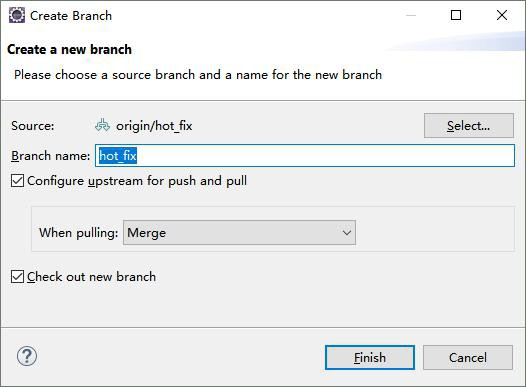 Create Branch
Create a new branch
Please choose a source branch and a name for the new branch
Source: origin/hot_fix Select...
Branch name: hot_fix
Configure upstream for push and pull
When pulling: Merge
Check out new branch
? Finish Cancel